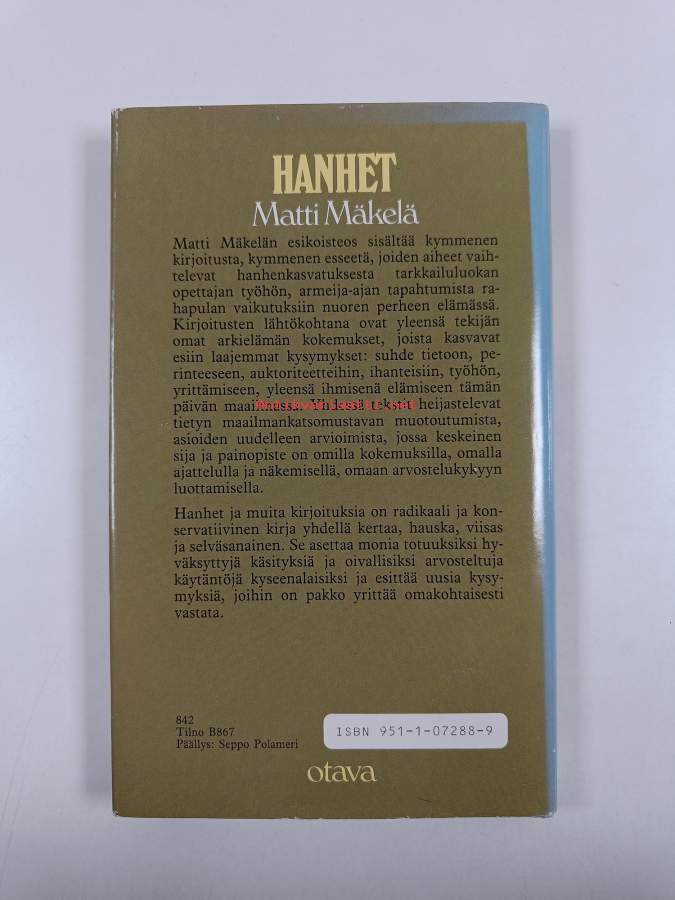 HANHET
Matti Mäkelä
Matti Mäkelän esikoisteos sisältää kymmenen
kirjoitusta, kymmenen esseetä, joiden aiheet vaih-
televat hanhenkasvatuksesta tarkkailuluokan
opettajan työhön, armeija-ajan tapahtumista ra-
hapulan vaikutuksiin nuoren perheen elämässä.
Kirjoitusten lähtökohtana ovat yleensä tekijän
omat arkielämän kokemukset, joista kasvavat
esiin laajemmat kysymykset: suhde tietoon, pe-
rinteeseen, auktoriteetteihin, ihanteisiin, työhön,
yrittämiseen, yleensä ihmisenä elämiseen tämän
päivän maailmassa. Yhdessä tekstit heijastelevat
tietyn maailmankatsomustavan muotoutumista,
asioiden uudelleen arvioimista, jossa keskeinen
sija ja painopiste on omilla kokemuksilla, omalla
ajattelulla ja näkemisellä, omaan arvostelukykyyn
luottamisella.
Hanhet ja muita kirjoituksia on radikaali ja kon-
servatiivinen kirja yhdellä kertaa, hauska, viisas
ja selväsanainen. Se asettaa monia totuuksiksi hy-
väksyttyjä käsityksiä ja oivallisiksi arvosteltuja
käytäntöjä kyseenalaisiksi ja esittää uusia kysy-
myksiä, joihin on pakko yrittää omakohtaisesti
vastata.
842
Tilno B867
Päällys: Seppo Polameri
ISBN 951-1-07288-9
otava